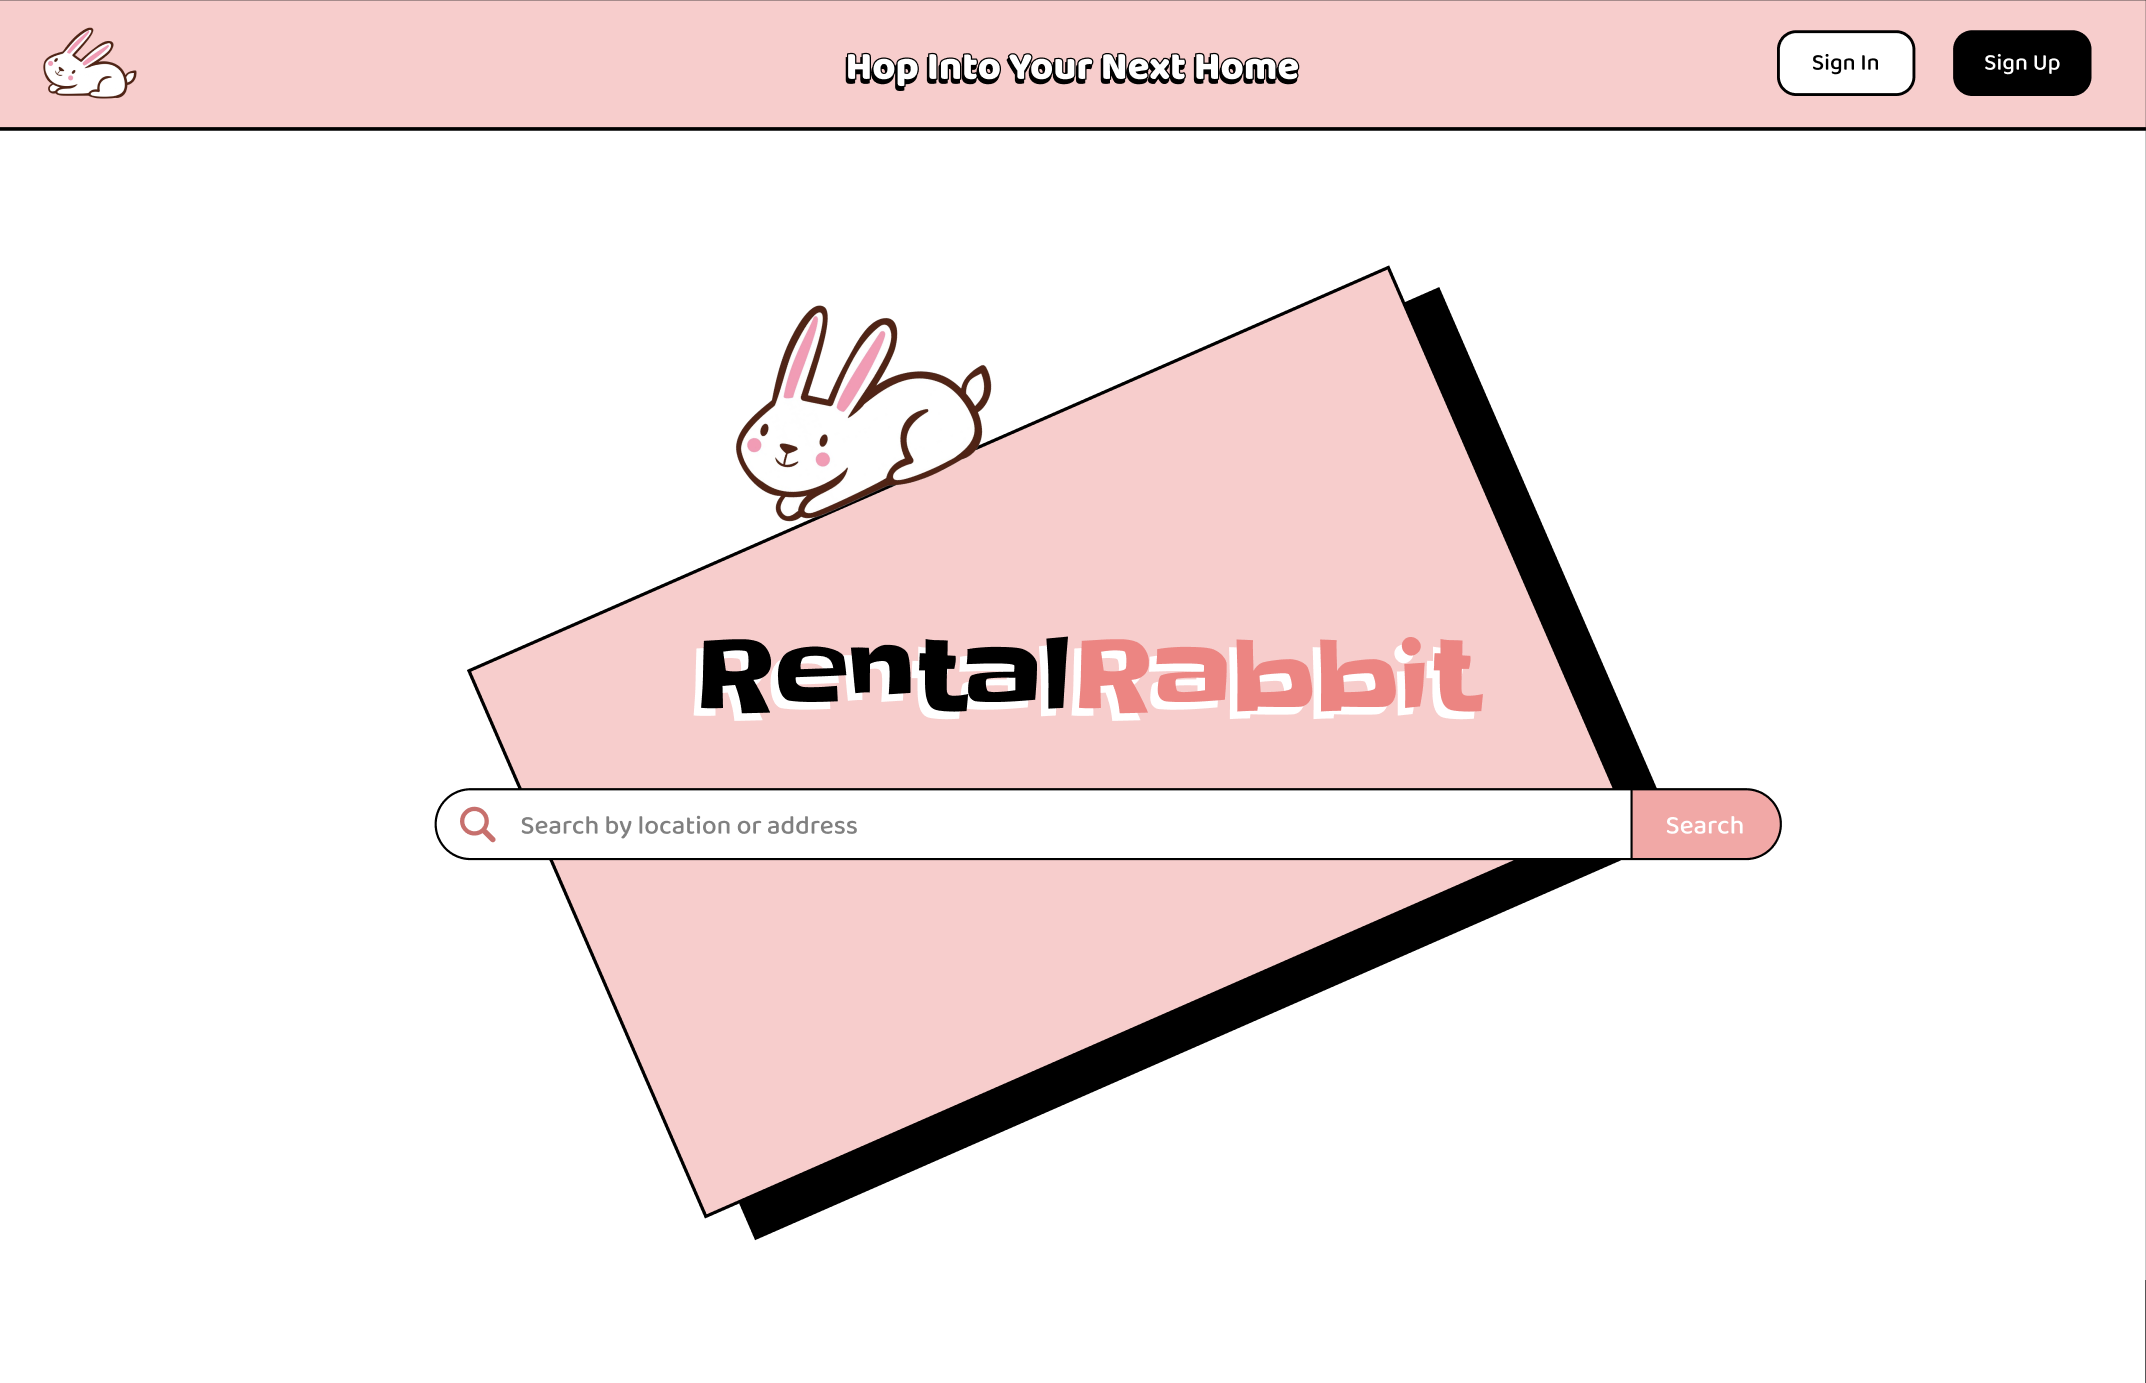 Hop Into Your Next Home
Sign In
Sign Up
RentalRabbit
Search by location or address
Search